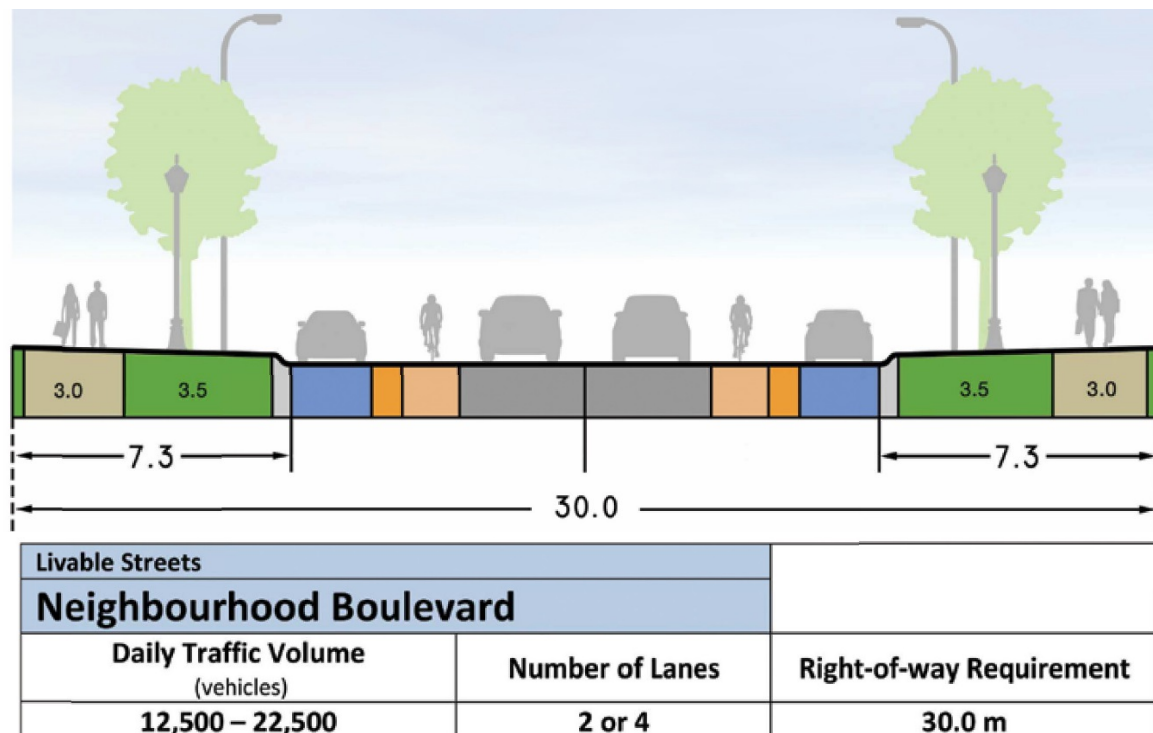 3.0 3.5 3.5 3.0
7.3 7.3
30.0
Livable Streets
Neighbourhood Boulevard
Daily Traffic Volume
(vehicles)
Number of Lanes
Right-of-way Requirement
12,500 – 22,500
2 or 4
30.0 m